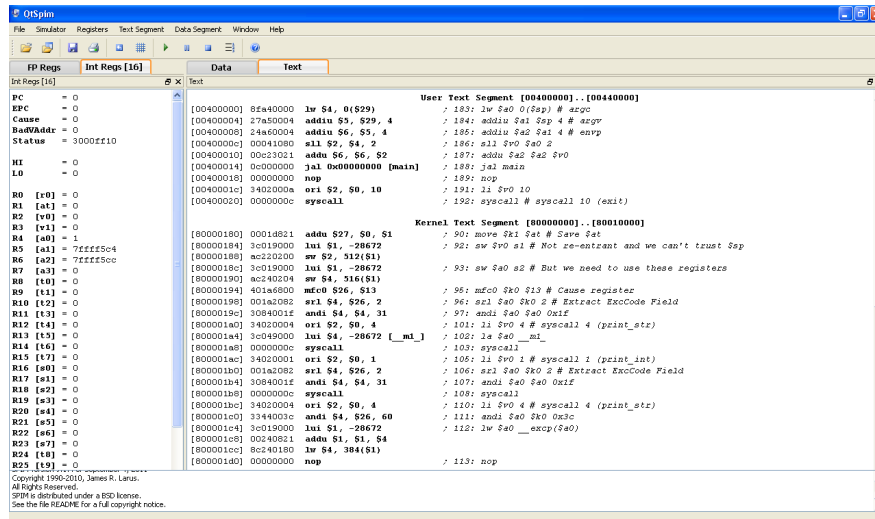 QtSpim
File Simulator Registers Text Segment Data Segment Window Help
FP Regs Int Regs [16] Data Text
Int Regs [16]
PC = 0
EPC = 0
Cause = 0
BadVAddr = 0
Status = 3000ff10
HI = 0
LO = 0
R0 [r0] = 0
R1 [at] = 0
R2 [v0] = 0
R3 [v1] = 0
R4 [a0] = 1
R5 [a1] = 7ffff5c4
R6 [a2] = 7ffff5cc
R7 [a3] = 0
R8 [t0] = 0
R9 [t1] = 0
R10 [t2] = 0
R11 [t3] = 0
R12 [t4] = 0
R13 [t5] = 0
R14 [t6] = 0
R15 [t7] = 0
R16 [s0] = 0
R17 [s1] = 0
R18 [s2] = 0
R19 [s3] = 0
R20 [s4] = 0
R21 [s5] = 0
R22 [s6] = 0
R23 [s7] = 0
R24 [t8] = 0
R25 [t9] = 0
Text
User Text Segment [00400000]..[00440000]
[00400000] 8fa40000 lw $4, 0($29) ; 183: lw $a0 0($sp) # argc
[00400004] 27a50004 addiu $5, $29, 4 ; 184: addiu $a1 $sp 4 # argv
[00400008] 24a60004 addiu $6, $5, 4 ; 185: addiu $a2 $a1 4 # envp
[0040000c] 00041080 sll $2, $4, 2 ; 186: sll $v0 $a0 2
[00400010] 00c23021 addu $6, $6, $2 ; 187: addu $a2 $a2 $v0
[00400014] 0c000000 jal 0x00000000 [main] ; 188: jal main
[00400018] 00000000 nop ; 189: nop
[0040001c] 3402000a ori $2, $0, 10 ; 191: li $v0 10
[00400020] 0000000c syscall ; 192: syscall # syscall 10 (exit)
Kernel Text Segment [80000000]..[80010000]
[80000180] 0001d821 addu $27, $0, $1 ; 90: move $k1 $at # Save $at
[80000184] 3c019000 lui $1, -28672 ; 92: sw $v0 s1 # Not re-entrant and we can't trust $sp
[80000188] ac220200 sw $2, 512($1)
[8000018c] 3c019000 lui $1, -28672 ; 93: sw $a0 s2 # But we need to use these registers
[80000190] ac240204 sw $4, 516($1)
[80000194] 401a6800 mfc0 $26, $13 ; 95: mfc0 $k0 $13 # Cause register
[80000198] 001a2082 srl $4, $26, 2 ; 96: srl $a0 $k0 2 # Extract ExcCode Field
[8000019c] 3084001f andi $4, $4, 31 ; 97: andi $a0 $a0 0x1f
[800001a0] 34020004 ori $2, $0, 4 ; 101: li $v0 4 # syscall 4 (print_str)
[800001a4] 3c049000 lui $4, -28672 [__m1_] ; 102: la $a0 __m1_
[800001a8] 0000000c syscall ; 103: syscall
[800001ac] 34020001 ori $2, $0, 1 ; 105: li $v0 1 # syscall 1 (print_int)
[800001b0] 001a2082 srl $4, $26, 2 ; 106: srl $a0 $k0 2 # Extract ExcCode Field
[800001b4] 3084001f andi $4, $4, 31 ; 107: andi $a0 $a0 0x1f
[800001b8] 0000000c syscall ; 108: syscall
[800001bc] 34020004 ori $2, $0, 4 ; 110: li $v0 4 # syscall 4 (print_str)
[800001c0] 3344003c andi $4, $26, 60 ; 111: andi $a0 $k0 0x3c
[800001c4] 3c019000 lui $1, -28672 ; 112: lw $a0 __excp($a0)
[800001c8] 00240821 addu $1, $1, $4
[800001cc] 8c240180 lw $4, 384($1)
[800001d0] 00000000 nop ; 113: nop
Copyright 1990-2010, James R. Larus.
All Rights Reserved.
SPIM is distributed under a BSD license.
See the file README for a full copyright notice.